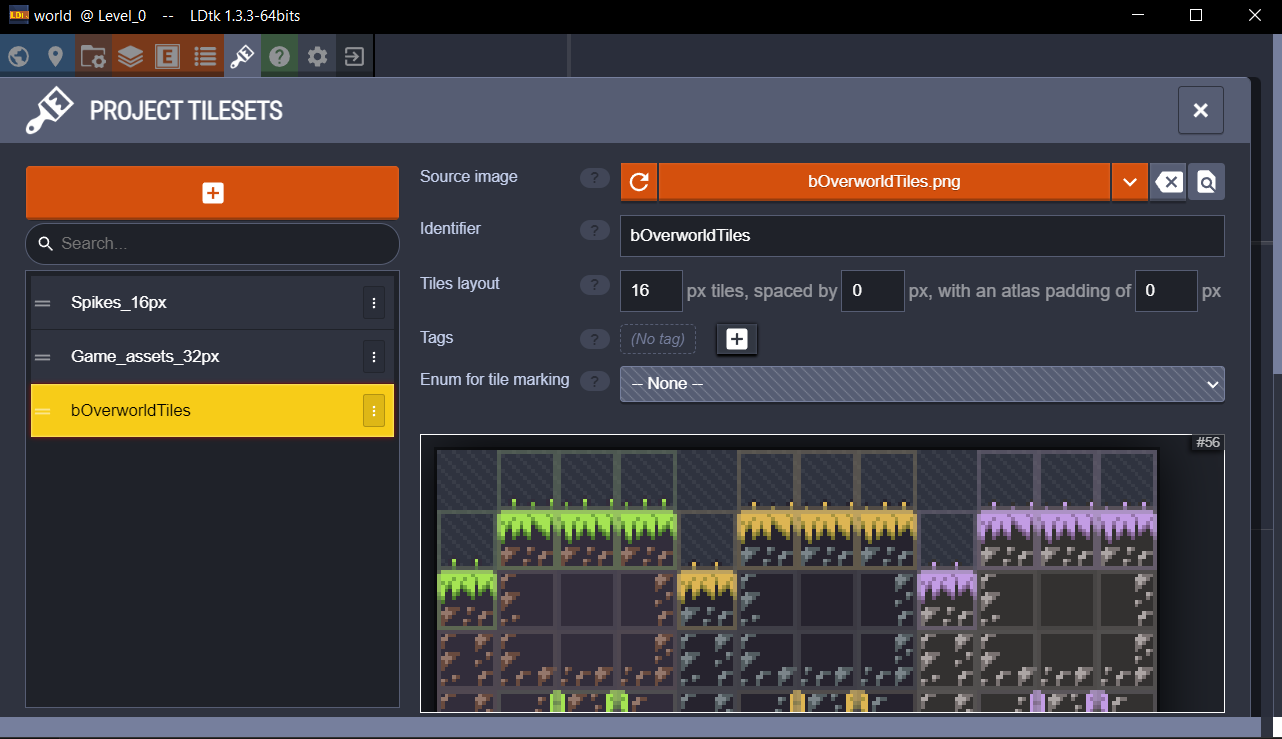 world @ Level_0 -- LDtk 1.3.3-64bits
PROJECT TILESETS
Search...
Spikes_16px
Game_assets_32px
bOverworldTiles
Source image ? bOverworldTiles.png
Identifier ? bOverworldTiles
Tiles layout ? 16 px tiles, spaced by 0 px, with an atlas padding of 0 px
Tags ? (No tag)
Enum for tile marking ? -- None --
#56